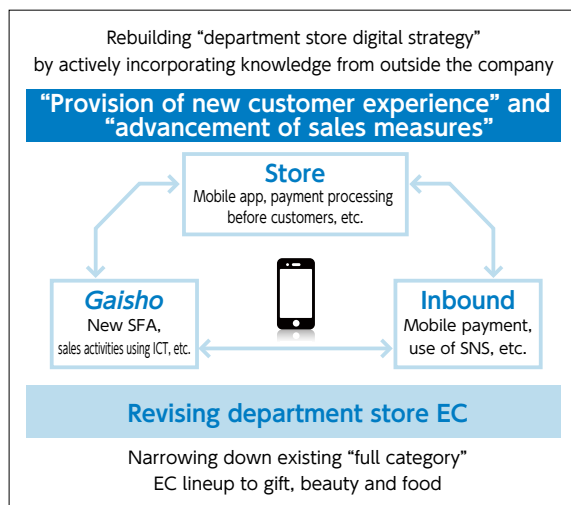 Rebuilding “department store digital strategy”
by actively incorporating knowledge from outside the company
“Provision of new customer experience” and
“advancement of sales measures”
Store
Mobile app, payment processing
before customers, etc.
Gaisho
New SFA,
sales activities using ICT, etc.
Inbound
Mobile payment,
use of SNS, etc.
Revising department store EC
Narrowing down existing “full category”
EC lineup to gift, beauty and food